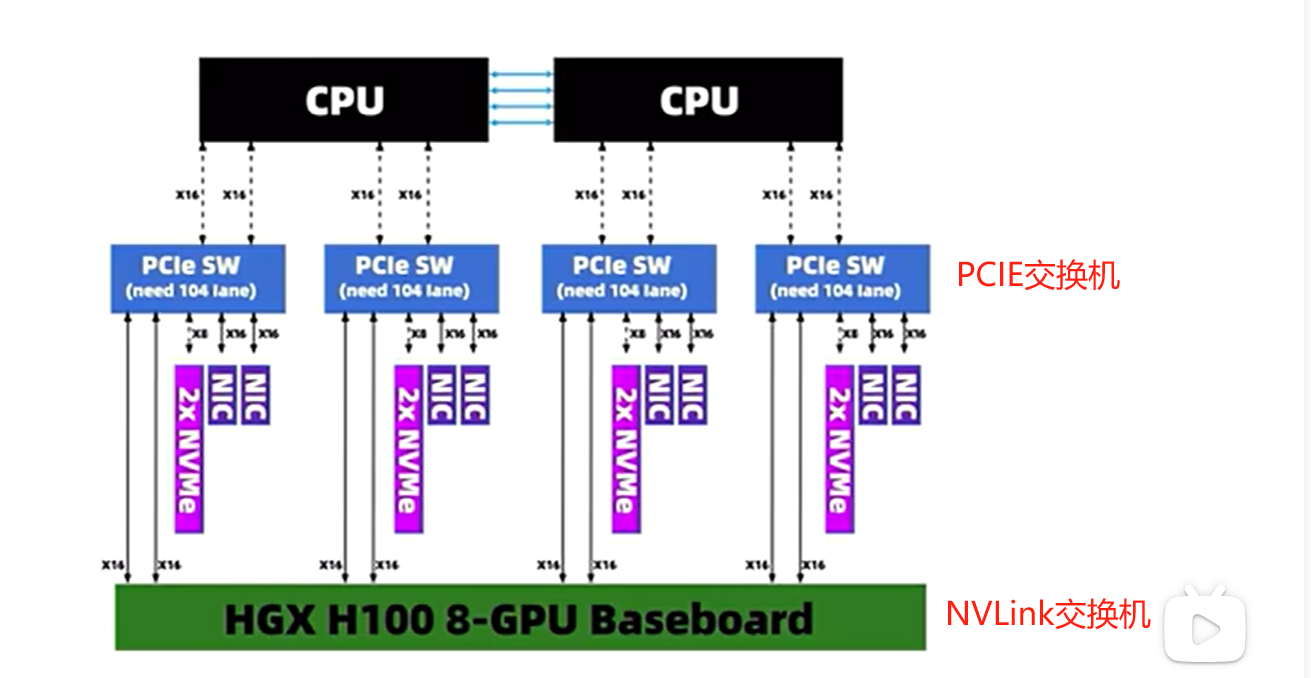 CPU
CPU
X16 X16 X16 X16 X16 X16 X16 X16
PCIe SW
(need 104 lane)
PCIe SW
(need 104 lane)
PCIe SW
(need 104 lane)
PCIe SW
(need 104 lane)
PCIE交换机
X8 X16 X16 X8 X16 X16 X8 X16 X16 X8 X16 X16
2x NVMe
NIC
NIC
2x NVMe
NIC
NIC
2x NVMe
NIC
NIC
2x NVMe
NIC
NIC
X16 X16 X16 X16 X16 X16 X16 X16
HGX H100 8-GPU Baseboard
NVLink交换机